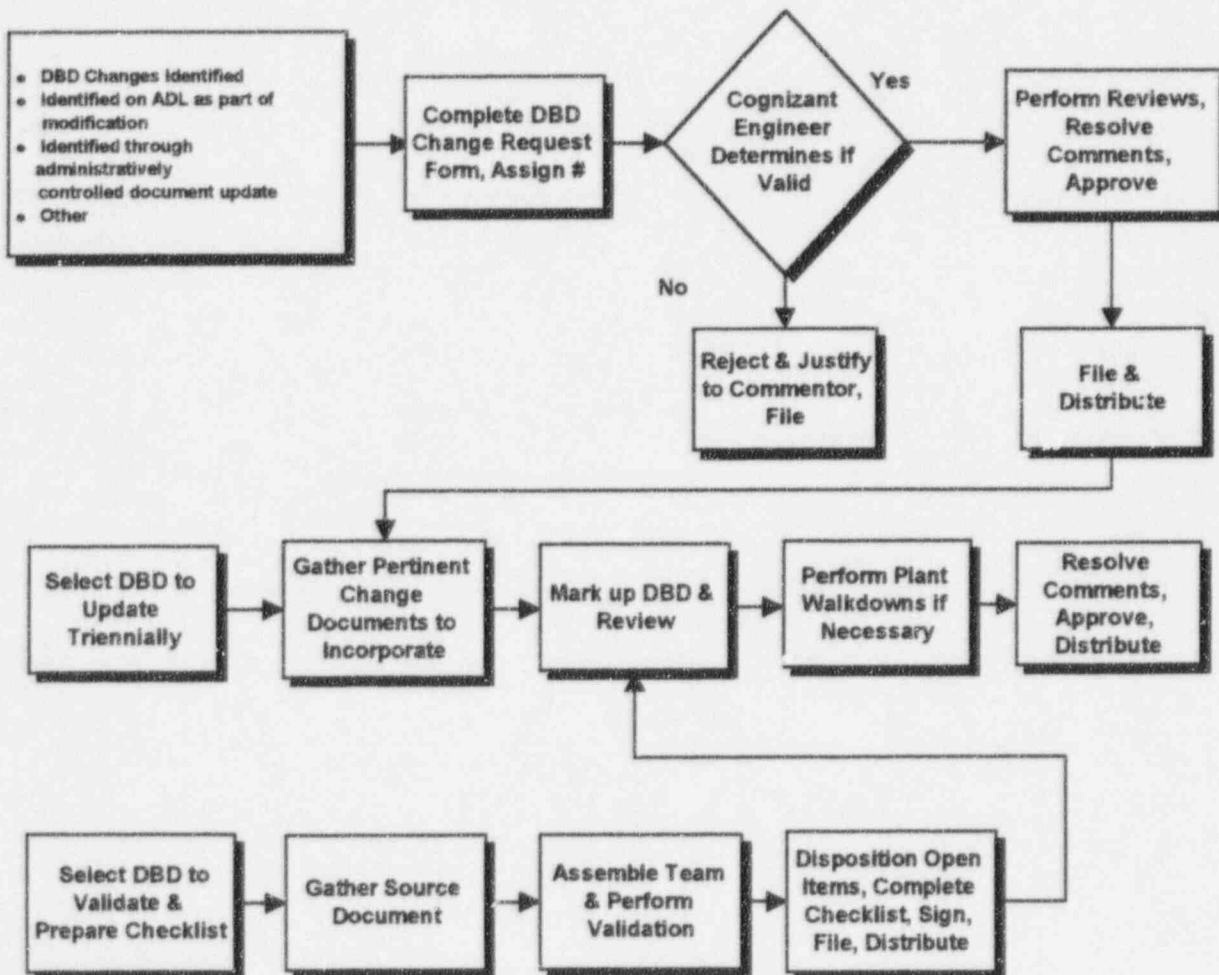 • DBD Changes Identified
• Identified on ADL as part of
modification
• Identified through
administratively
controlled document update
• Other
Complete DBD
Change Request
Form, Assign #
Cognizant
Engineer
Determines if
Valid
Yes
Perform Reviews,
Resolve
Comments,
Approve
No
Reject & Justify
to Commentor,
File
File &
Distribute
Select DBD to
Update
Triennially
Gather Pertinent
Change
Documents to
Incorporate
Mark up DBD &
Review
Perform Plant
Walkdowns if
Necessary
Resolve
Comments,
Approve,
Distribute
Select DBD to
Validate &
Prepare Checklist
Gather Source
Document
Assemble Team
& Perform
Validation
Disposition Open
Items, Complete
Checklist, Sign,
File, Distribute